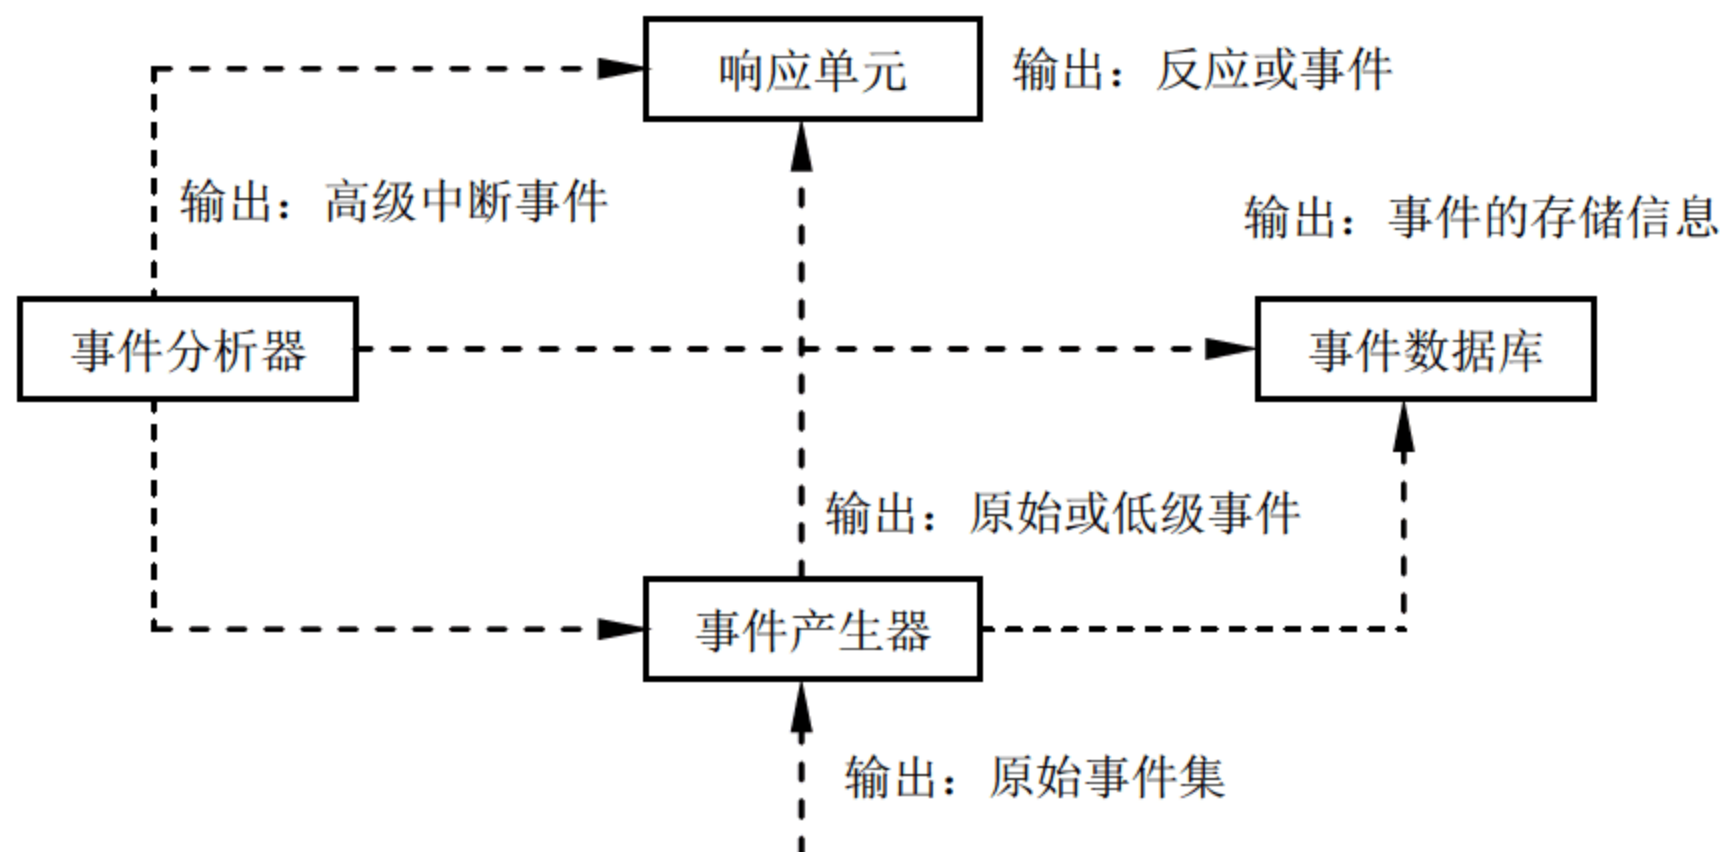 响应单元
输出：反应或事件
输出：高级中断事件
输出：事件的存储信息
事件分析器
事件数据库
输出：原始或低级事件
事件产生器
输出：原始事件集